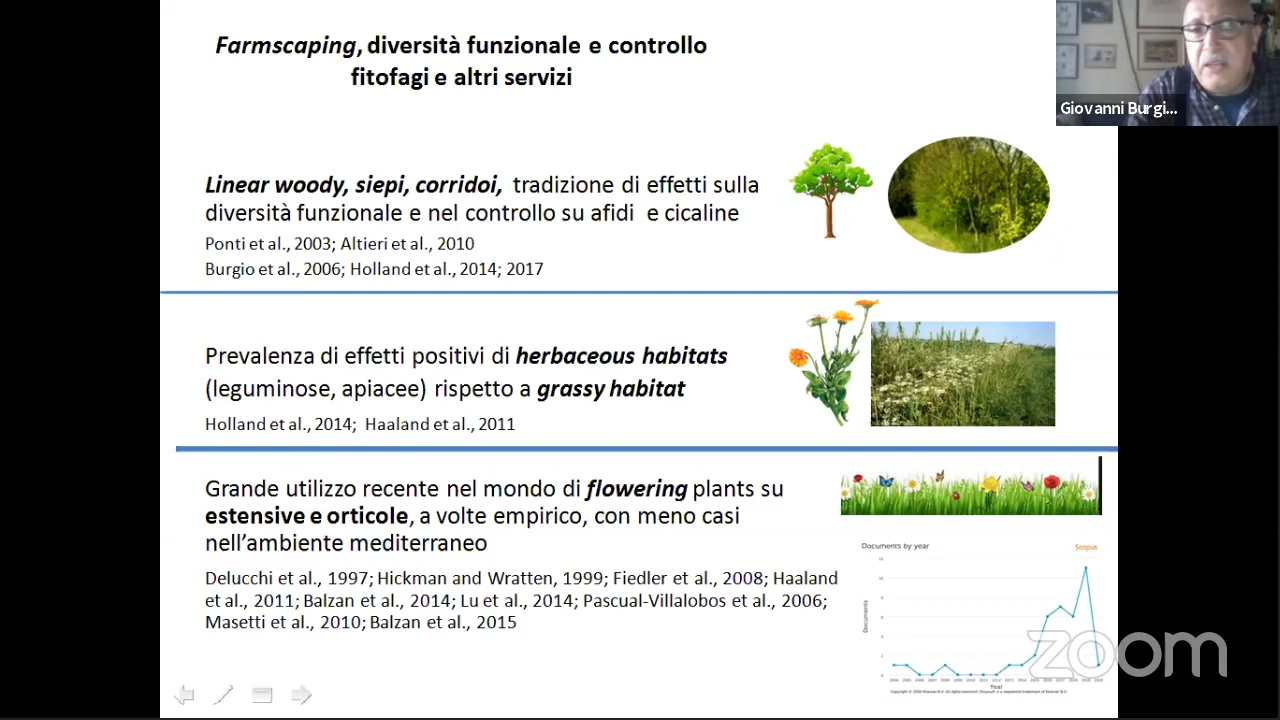 Farmscaping, diversità funzionale e controllo
fitofagi e altri servizi
Giovanni Burgi...
Linear woody, siepi, corridoi, tradizione di effetti sulla
diversità funzionale e nel controllo su afidi e cicaline
Ponti et al., 2003; Altieri et al., 2010
Burgio et al., 2006; Holland et al., 2014; 2017
Prevalenza di effetti positivi di herbaceous habitats
(leguminose, apiacee) rispetto a grassy habitat
Holland et al., 2014; Haaland et al., 2011
Grande utilizzo recente nel mondo di flowering plants su
estensive e orticole, a volte empirico, con meno casi
nell'ambiente mediterraneo
Delucchi et al., 1997; Hickman and Wratten, 1999; Fiedler et al., 2008; Haaland
et al., 2011; Balzan et al., 2014; Lu et al., 2014; Pascual-Villalobos et al., 2006;
Masetti et al., 2010; Balzan et al., 2015
Documents by year
Scopus
Documents
Year
zoom